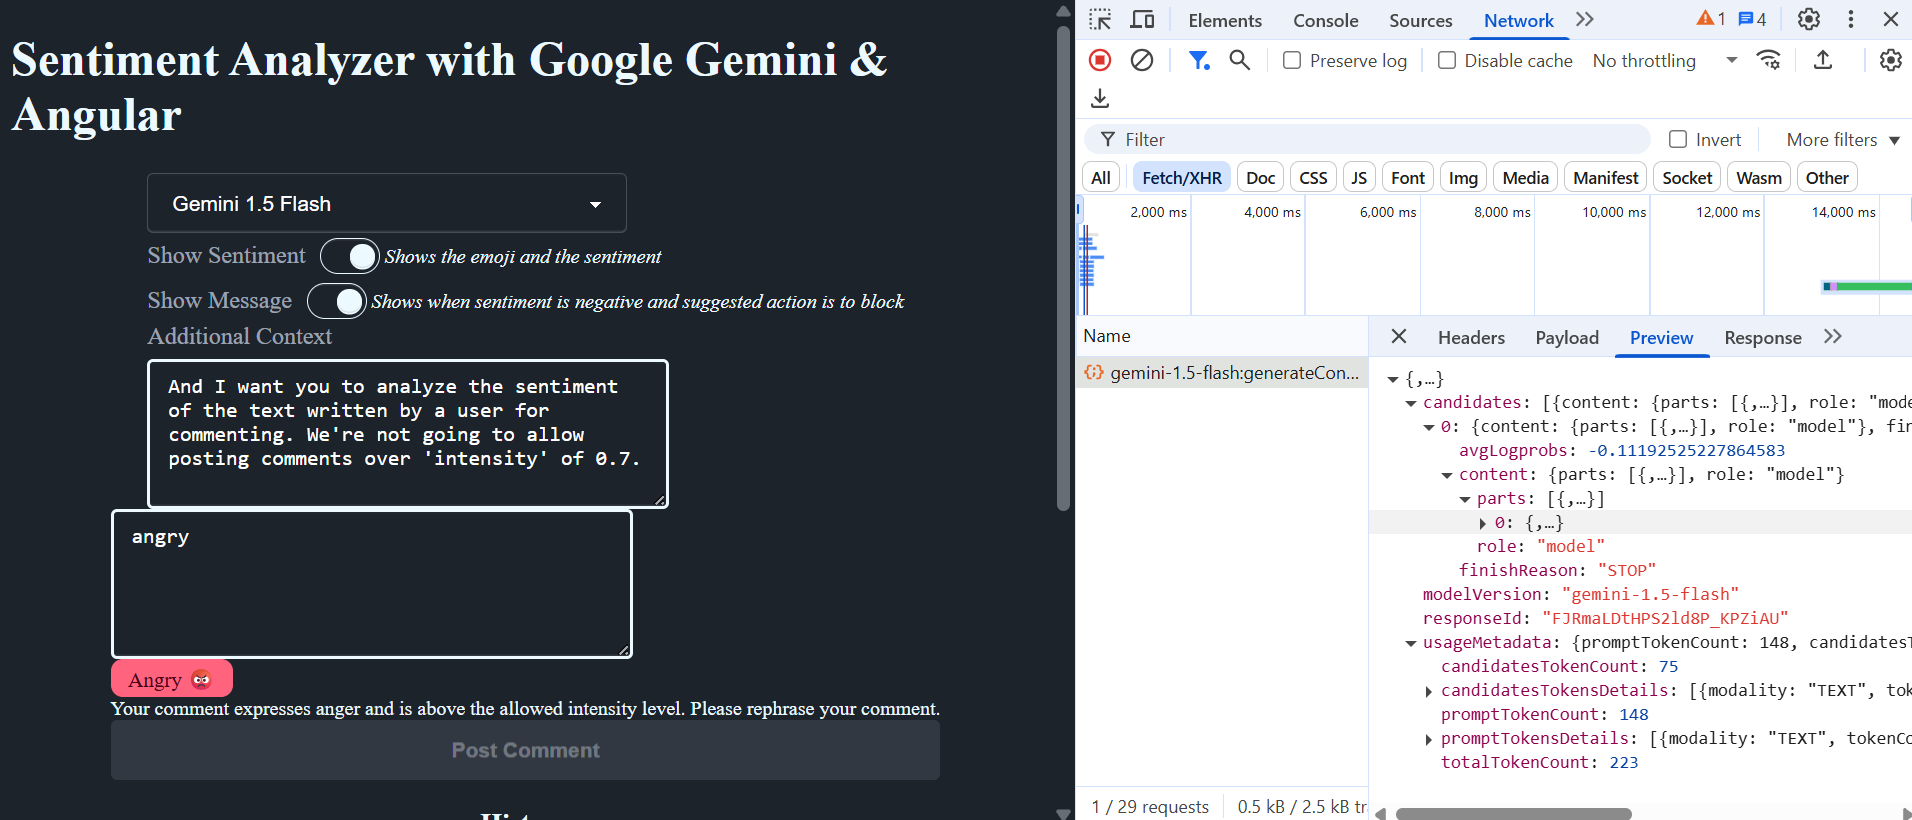 Sentiment Analyzer with Google Gemini &
Angular
Gemini 1.5 Flash
Show Sentiment Shows the emoji and the sentiment
Show Message Shows when sentiment is negative and suggested action is to block
Additional Context
And I want you to analyze the sentiment
of the text written by a user for
commenting. We're not going to allow
posting comments over 'intensity' of 0.7.
angry
Angry 😡
Your comment expresses anger and is above the allowed intensity level. Please rephrase your comment.
Post Comment
Elements Console Sources Network 1 4
Preserve log Disable cache No throttling
Filter Invert More filters
All Fetch/XHR Doc CSS JS Font Img Media Manifest Socket Wasm Other
2,000 ms 4,000 ms 6,000 ms 8,000 ms 10,000 ms 12,000 ms 14,000 ms
Name
gemini-1.5-flash:generateCon...
1 / 29 requests 0.5 kB / 2.5 kB tr
Headers Payload Preview Response
{,…}
candidates: [{content: {parts: [{,…}], role: "mode
0: {content: {parts: [{,…}], role: "model"}, fin
avgLogprobs: -0.11192525227864583
content: {parts: [{,…}], role: "model"}
parts: [{,…}]
0: {,…}
role: "model"
finishReason: "STOP"
modelVersion: "gemini-1.5-flash"
responseId: "FJRmaLDtHPS2ld8P_KPZiAU"
usageMetadata: {promptTokenCount: 148, candidatesT
candidatesTokenCount: 75
candidatesTokensDetails: [{modality: "TEXT", tok
promptTokenCount: 148
promptTokensDetails: [{modality: "TEXT", tokenCo
totalTokenCount: 223